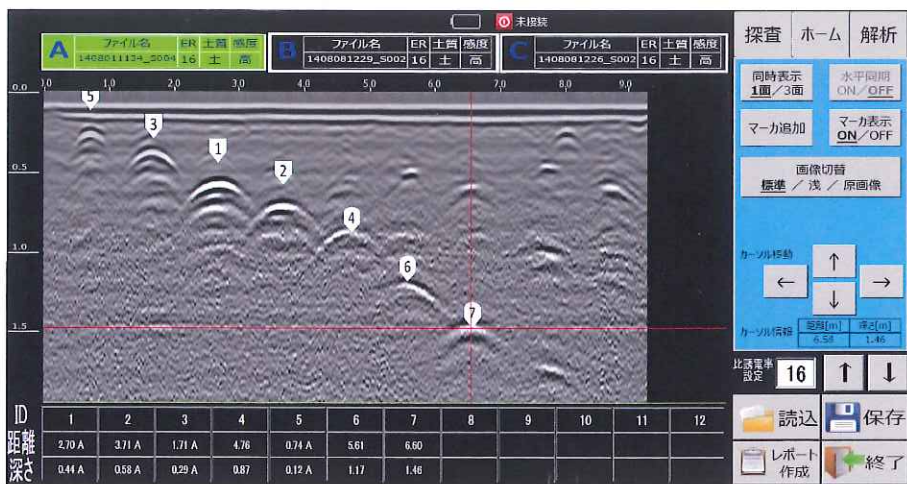 未接続
A ファイル名 ER 土質 感度
1408011134_S004 16 土 高
B ファイル名 ER 土質 感度
1408081229_S002 16 土 高
C ファイル名 ER 土質 感度
1408081226_S002 16 土 高
探査 ホーム 解析
同時表示
1面/3面
水平同期
ON/OFF
マーカ追加
マーカ表示
ON/OFF
画像切替
標準 / 浅 / 原画像
カーソル移動
↑
← →
↓
カーソル情報 距離[m] 深さ[m]
6.58 1.46
比誘電率
設定 16 ↑ ↓
読込 保存
レポート
作成 終了
0.0 1.0 2.0 3.0 4.0 5.0 6.0 7.0 8.0 9.0
0.0
0.5
1.0
1.5
5
3
1
2
4
6
7
ID 1 2 3 4 5 6 7 8 9 10 11 12
距離 2.70 A 3.71 A 1.71 A 4.76 0.74 A 5.61 6.60
深さ 0.44 A 0.58 A 0.29 A 0.87 0.12 A 1.17 1.46